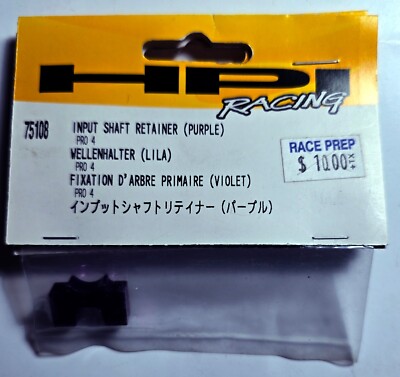 HPI
RACING
75108 INPUT SHAFT RETAINER (PURPLE)
PRO 4
WELLENHALTER (LILA)
PRO 4
FIXATION D'ARBRE PRIMAIRE (VIOLET)
PRO 4
インプットシャフトリテイナー (パープル)
RACE PREP
$ 10.00